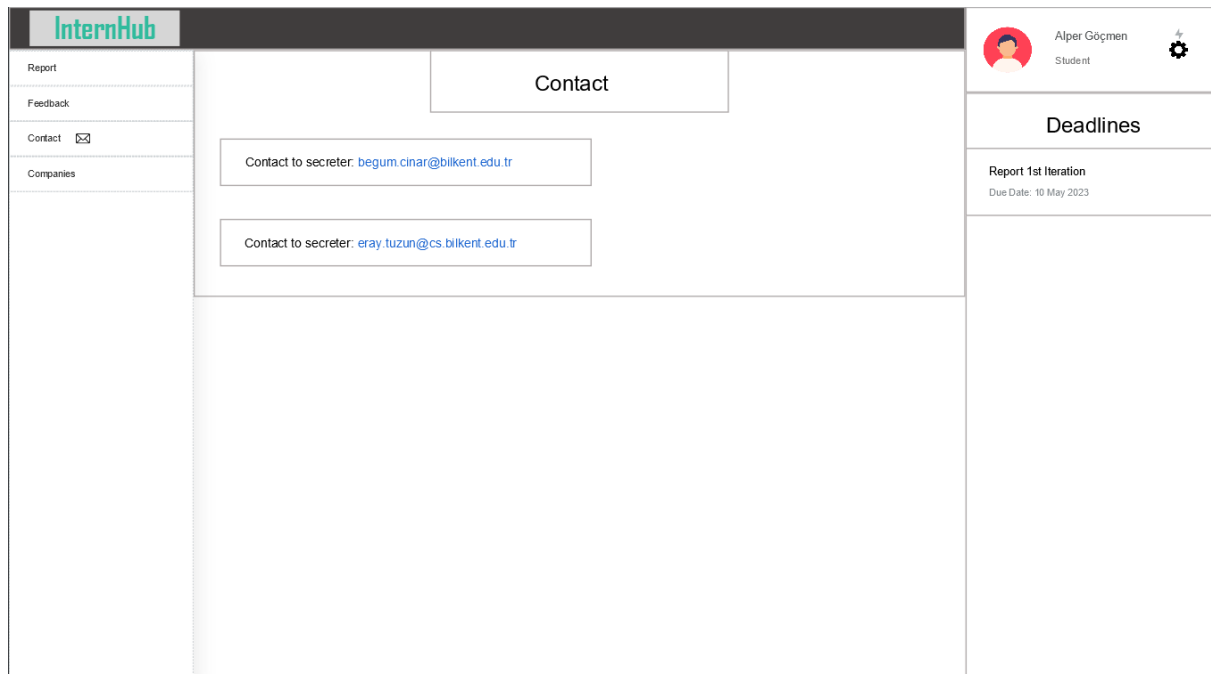 InternHub
Report
Feedback
Contact
Companies
Contact
Contact to secreter: begum.cinar@bilkent.edu.tr
Contact to secreter: eray.tuzun@cs.bilkent.edu.tr
Alper Göçmen
Student
Deadlines
Report 1st Iteration
Due Date: 10 May 2023